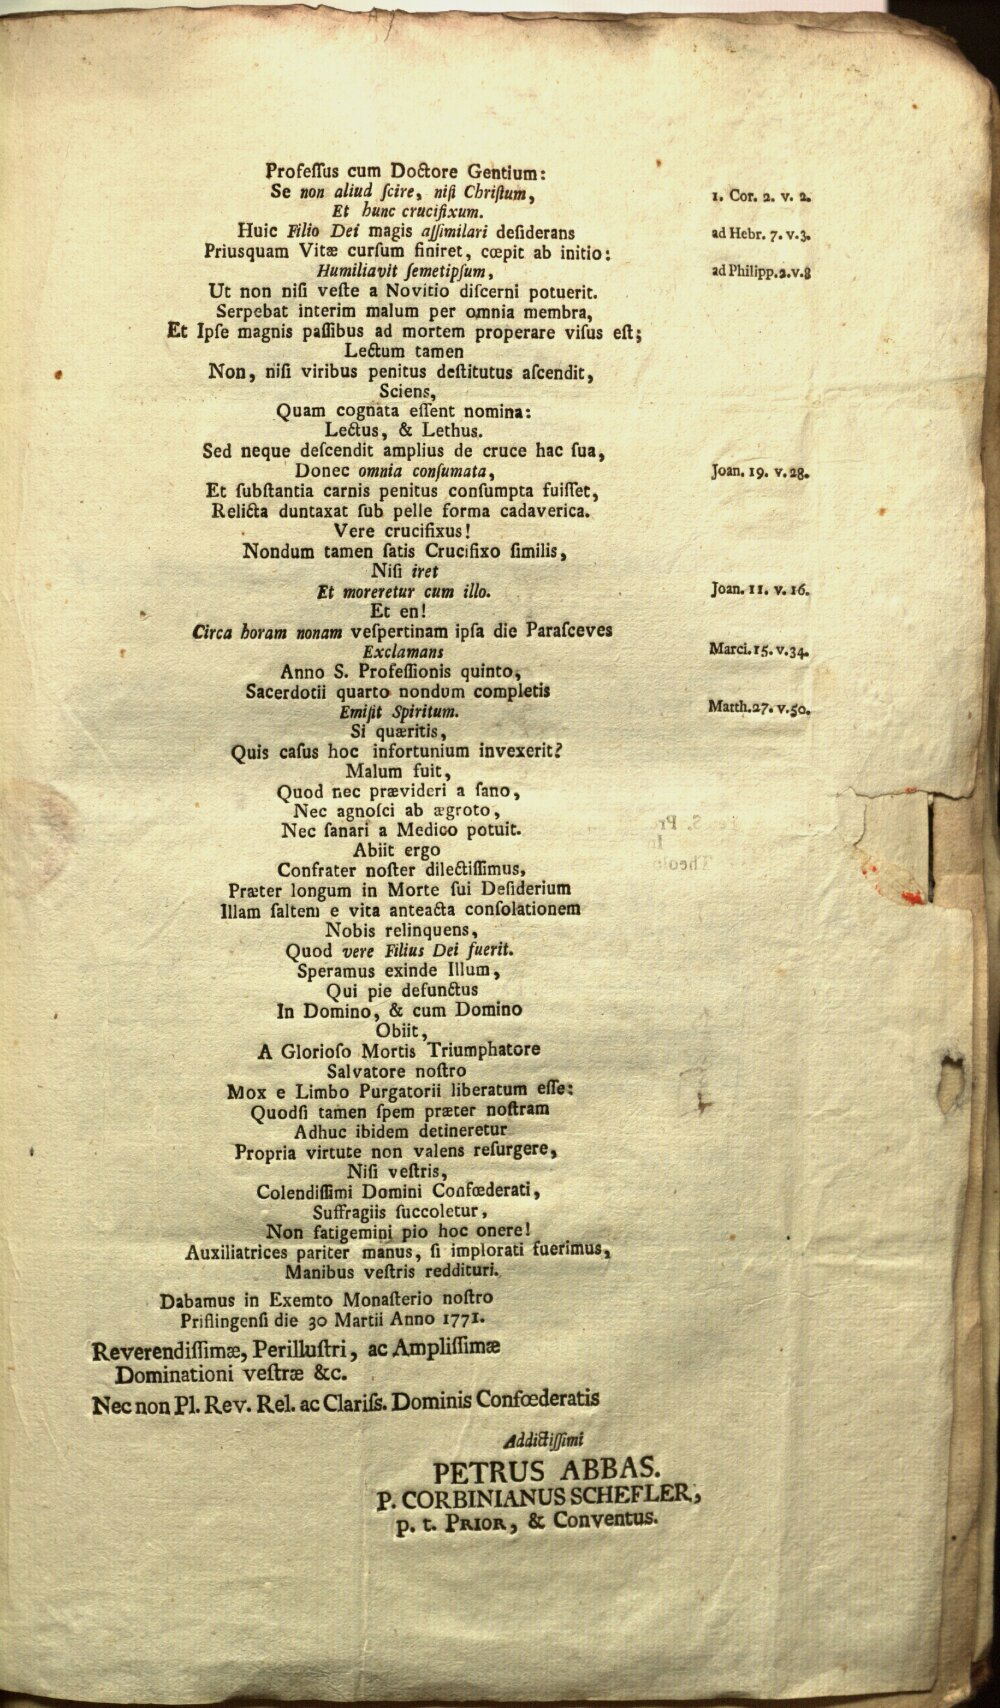 Profeſſus cum Doctore Gentium:
Se non aliud ſcire, niſi Chriſtum, 1. Cor. 2. v. 2.
Et hunc crucifixum.
Huic Filio Dei magis aſſimilari deſiderans ad Hebr. 7. v.3.
Priusquam Vitæ curſum finiret, cœpit ab initio:
Humiliavit ſemetipſum, ad Philipp.2.v.8
Ut non niſi veſte a Novitio diſcerni potuerit.
Serpebat interim malum per omnia membra,
Et Ipſe magnis paſſibus ad mortem properare viſus eſt;
Lectum tamen
Non, niſi viribus penitus deſtitutus aſcendit,
Sciens,
Quam cognata eſſent nomina:
Lectus, & Lethus.
Sed neque deſcendit amplius de cruce hac ſua,
Donec omnia conſumata, Joan. 19. v. 28.
Et ſubſtantia carnis penitus conſumpta fuiſſet,
Relicta duntaxat ſub pelle forma cadaverica.
Vere crucifixus!
Nondum tamen ſatis Crucifixo ſimilis,
Niſi iret
Et moreretur cum illo. Joan. 11. v. 16.
Et en!
Circa horam nonam veſpertinam ipſa die Paraſceves
Exclamans Marci. 15. v. 34.
Anno S. Profeſſionis quinto,
Sacerdotii quarto nondum completis
Emiſit Spiritum. Matth.27. v.50.
Si quæritis,
Quis caſus hoc infortunium invexerit?
Malum fuit,
Quod nec prævideri a ſano,
Nec agnoſci ab ægroto,
Nec ſanari a Medico potuit.
Abiit ergo
Confrater noſter dilectiſſimus,
Præter longum in Morte ſui Deſiderium
Illam ſaltem e vita anteacta conſolationem
Nobis relinquens,
Quod vere Filius Dei fuerit.
Speramus exinde Illum,
Qui pie defunctus
In Domino, & cum Domino
Obiit,
A Glorioſo Mortis Triumphatore
Salvatore noſtro
Mox e Limbo Purgatorii liberatum eſſe:
Quodſi tamen ſpem præter noſtram
Adhuc ibidem detineretur
Propria virtute non valens reſurgere,
Niſi veſtris,
Colendiſſimi Domini Confœderati,
Suffragiis ſuccoletur,
Non fatigemini pio hoc onere!
Auxiliatrices pariter manus, ſi implorati fuerimus,
Manibus veſtris reddituri.
Dabamus in Exemto Monaſterio noſtro
Priflingenſi die 30 Martii Anno 1771.
Reverendiſſimæ, Perilluſtri, ac Ampliſſimæ
Dominationi veſtræ &c.
Nec non Pl. Rev. Rel. ac Clariſs. Dominis Confœderatis
Addictiſſimi
PETRUS ABBAS.
P. CORBINIANUS SCHEFLER,
p. t. PRIOR, & Conventus.